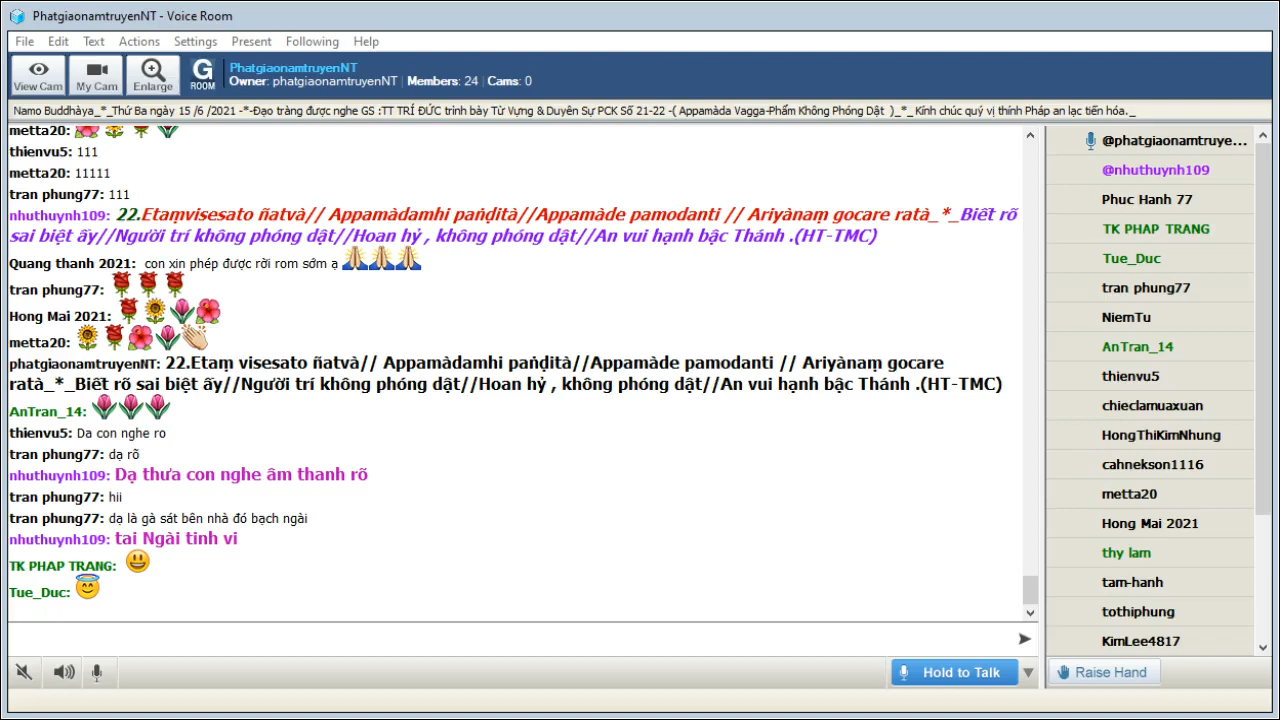 PhatgiaonamtruyenNT - Voice Room
File Edit Text Actions Settings Present Following Help
View Cam
My Cam
Enlarge
G
ROOM
PhatgiaonamtruyenNT
Owner: phatgiaonamtruyenNT | Members: 24 | Cams: 0
Namo Buddhàya_*_Thứ Ba ngày 15 /6 /2021 -*-Đạo tràng được nghe GS :TT TRÍ ĐỨC trình bày Từ Vựng & Duyên Sự PCK Số 21-22 -( Appamàda Vagga-Phẩm Không Phóng Dật )_*_ Kính chúc quý vị thính Pháp an lạc tiến hóa._
metta20:
thienvu5: 111
metta20: 11111
tran phung77: 111
nhuthuynh109: 22.Etaṃvisesato ñatvà// Appamàdamhi paṇḍità//Appamàde pamodanti // Ariyànaṃ gocare ratà_*_Biết rõ
sai biệt ấy//Người trí không phóng dật//Hoan hỷ , không phóng dật//An vui hạnh bậc Thánh .(HT-TMC)
Quang thanh 2021: con xin phép được rời rom sớm ạ
tran phung77:
Hong Mai 2021:
metta20:
phatgiaonamtruyenNT: 22.Etaṃ visesato ñatvà// Appamàdamhi paṇḍità//Appamàde pamodanti // Ariyànaṃ gocare
ratà_*_Biết rõ sai biệt ấy//Người trí không phóng dật//Hoan hỷ , không phóng dật//An vui hạnh bậc Thánh .(HT-TMC)
AnTran_14:
thienvu5: Da con nghe ro
tran phung77: dạ rõ
nhuthuynh109: Dạ thưa con nghe âm thanh rõ
tran phung77: hii
tran phung77: dạ là gà sát bên nhà đó bạch ngài
nhuthuynh109: tai Ngài tinh vi
TK PHAP TRANG:
Tue_Duc:
Hold to Talk
@phatgiaonamtruye...
@nhuthuynh109
Phuc Hanh 77
TK PHAP TRANG
Tue_Duc
tran phung77
NiemTu
AnTran_14
thienvu5
chieclamuaxuan
HongThiKimNhung
cahnekson1116
metta20
Hong Mai 2021
thy lam
tam-hanh
tothiphung
KimLee4817
Raise Hand